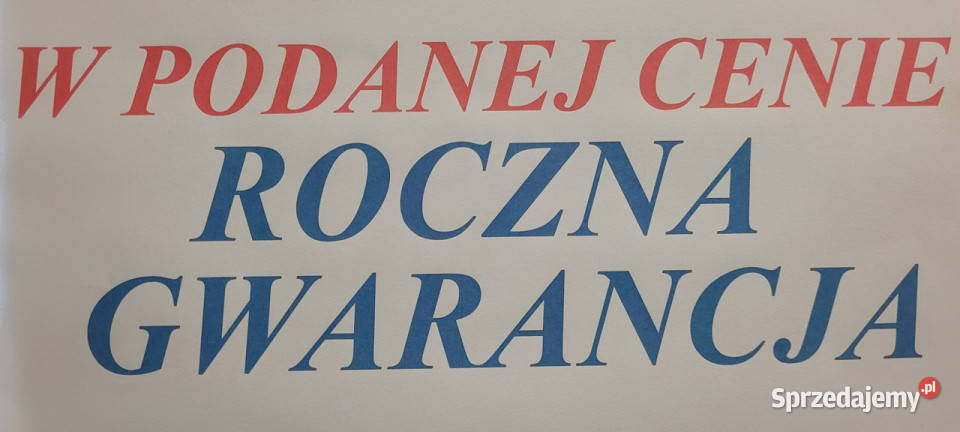 W PODANEJ CENIE
ROCZNA
GWARANCJA
Sprzedajemy.pl